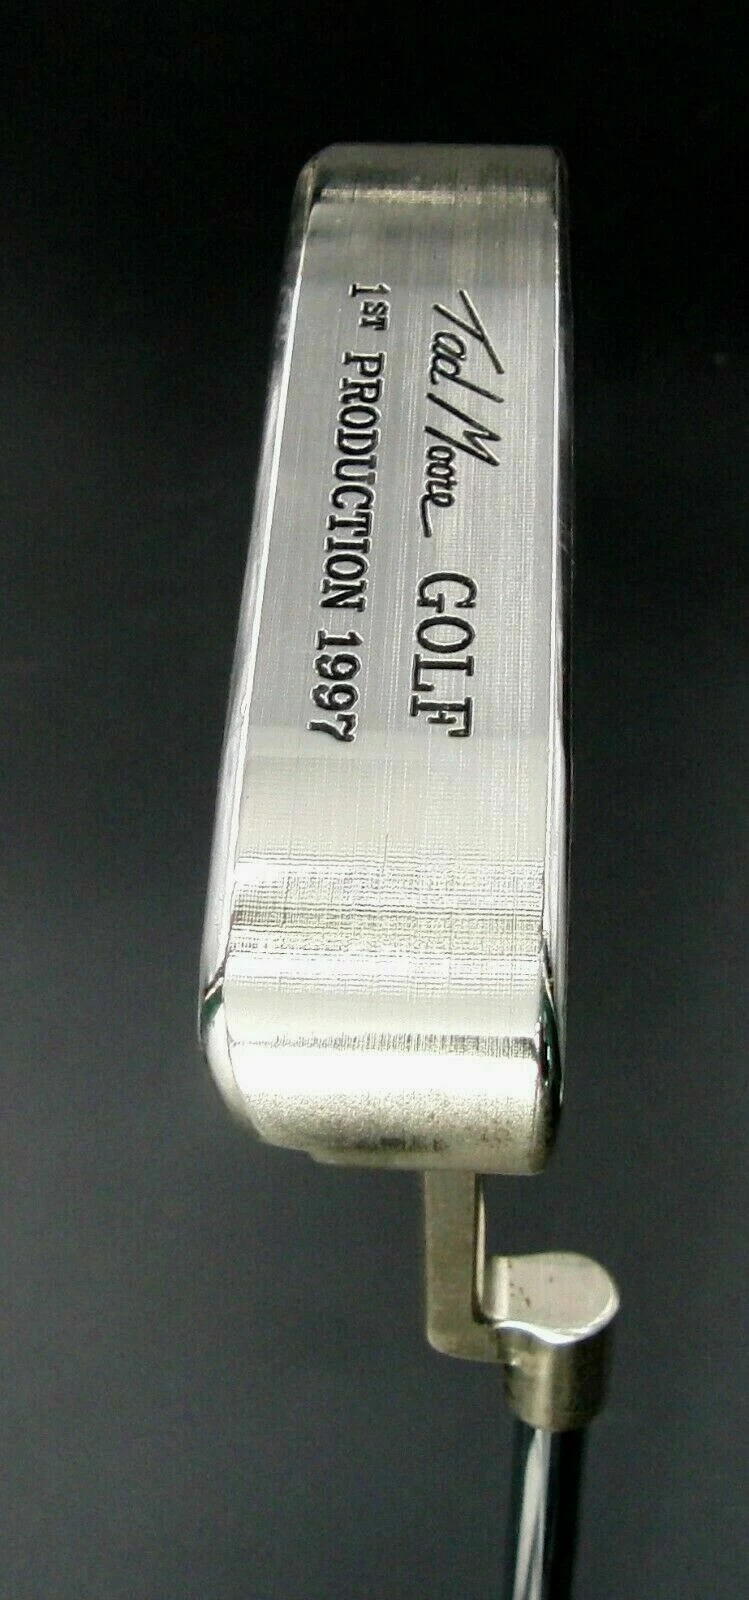 Tad Moore GOLF
1ST PRODUCTION 1997